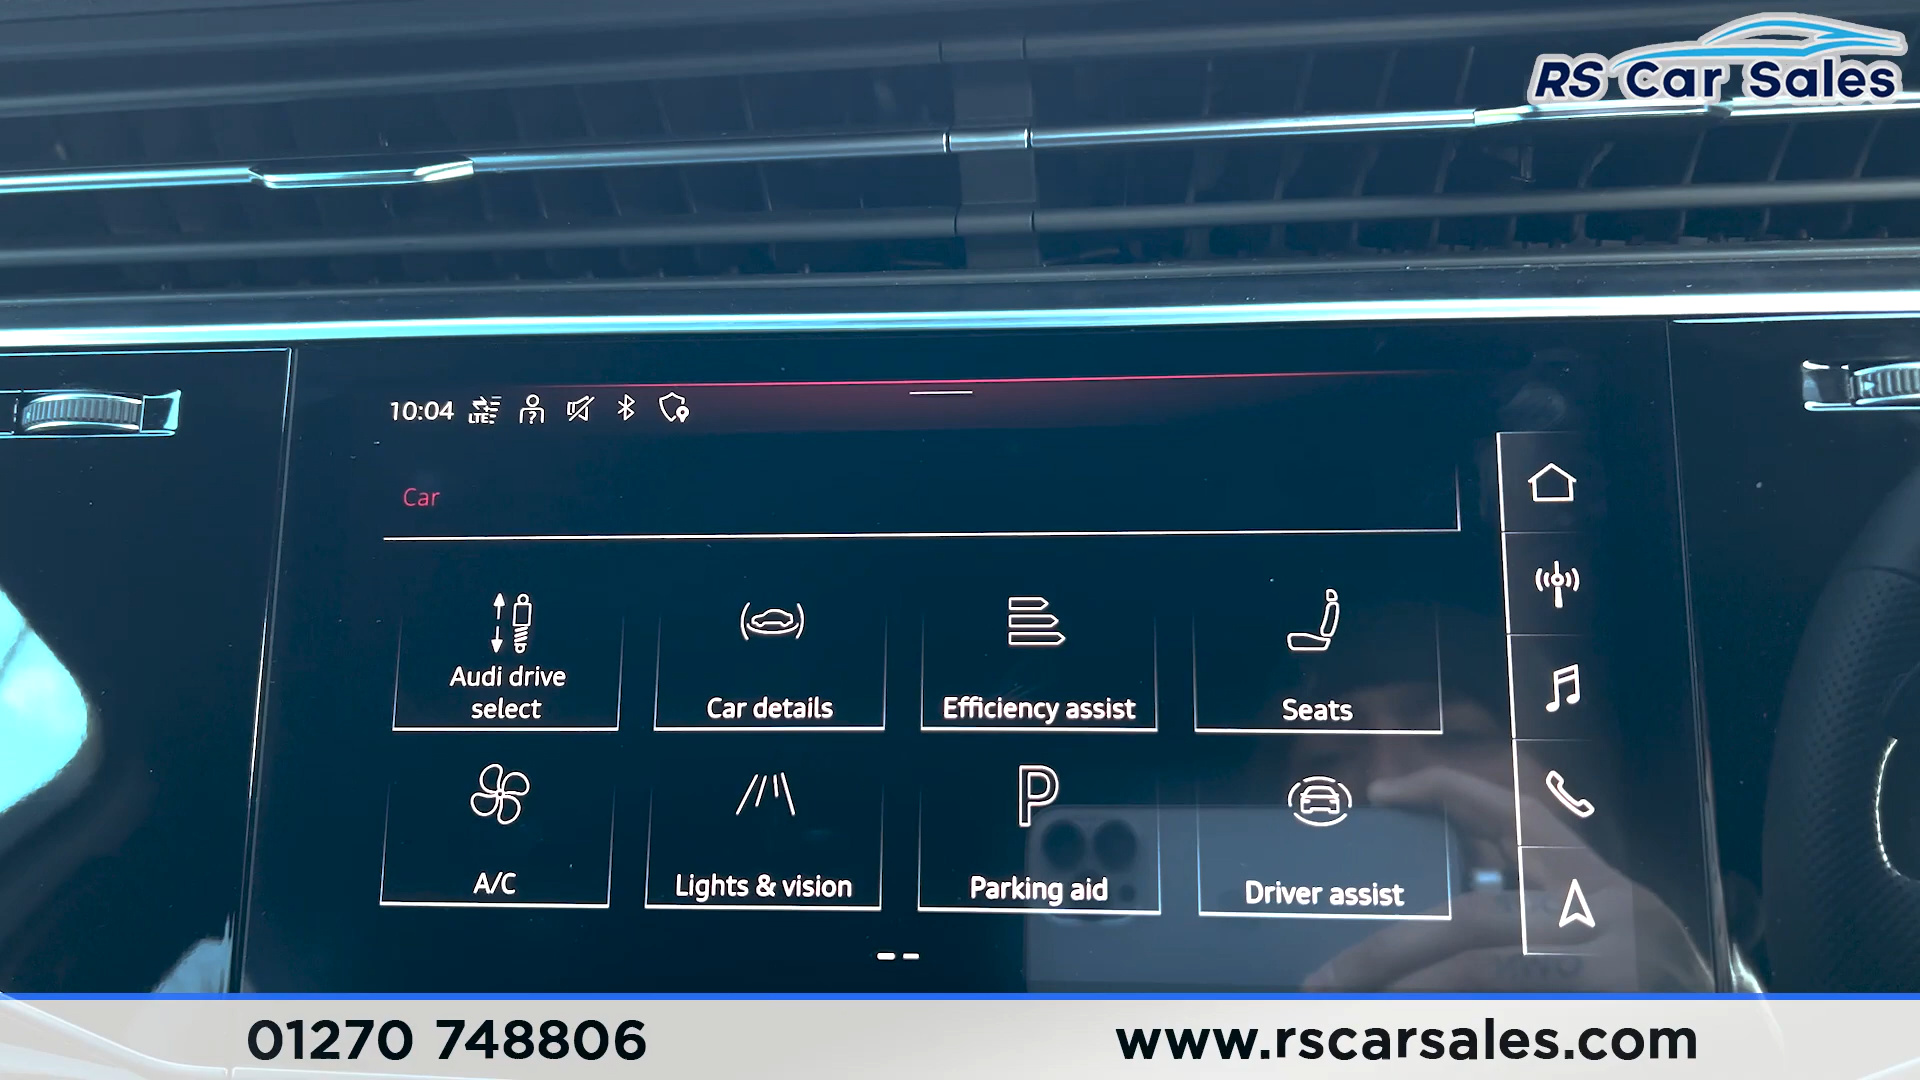 RS Car Sales
10:04
LTE
Car
Audi drive
select
Car details
Efficiency assist
Seats
A/C
Lights & vision
Parking aid
Driver assist
01270 748806
www.rscarsales.com